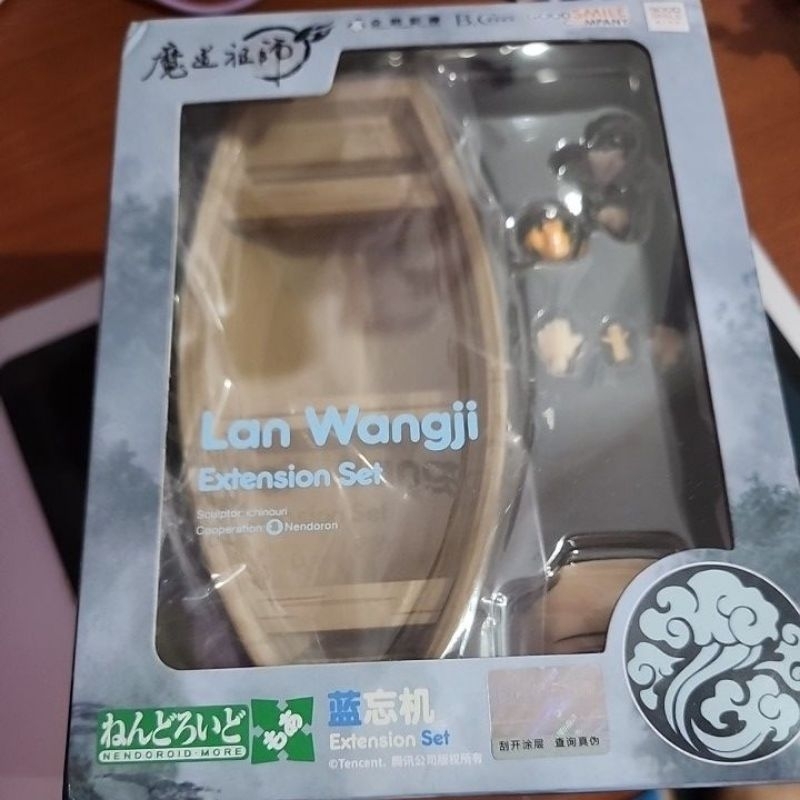 魔道祖师
B.Cmay
GOOD SMILE
COMPANY
Lan Wangji
Extension Set
Sculptor: ichinouri
Cooperation: Nendoron
ねんどろいど
もあ
NENDOROID MORE
蓝忘机
Extension Set
©Tencent. 腾讯公司版权所有
刮开涂层 查询真伪